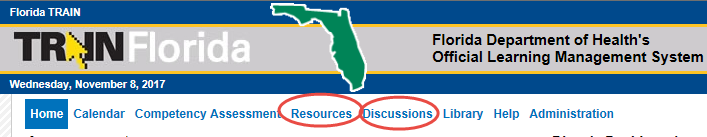 Florida TRAIN
TRAIN Florida
Florida Department of Health's
Official Learning Management System
Wednesday, November 8, 2017
Home Calendar Competency Assessment Resources Discussions Library Help Administration